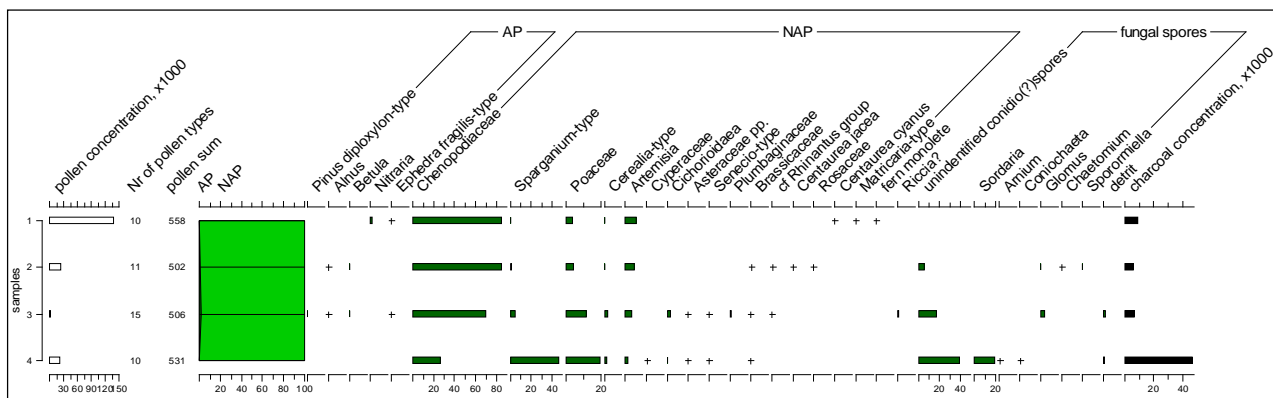 AP
NAP
fungal spores
pollen concentration, x1000
Nr of pollen types
pollen sum
AP
NAP
Pinus diploxylon-type
Alnus
Betula
Nitraria
Ephedra fragilis-type
Chenopodiaceae
Sparganium-type
Poaceae
Cerealia-type
Artemisia
Cyperaceae
Cichorioidaea
Asteraceae pp.
Senecio-type
Plumbaginaceae
Brassicaceae
cf Rhinantus group
Centaurea jacea
Rosaceae
Centaurea cyanus
Matricaria-type
fern monolete
Riccia?
unidentified conidio(?)spores
Sordaria
Arnium
Coniochaeta
Glomus
Chaetomium
Sporormiella
detrit
charcoal concentration, x1000
samples
1 10 558 + + + +
2 11 502 + + + + + +
3 15 506 + + + + + + +
4 10 531 + + + + + +
30 60 90 120 150 20 40 60 80 100 20 40 60 80 20 40 20 20 40 20 20 40